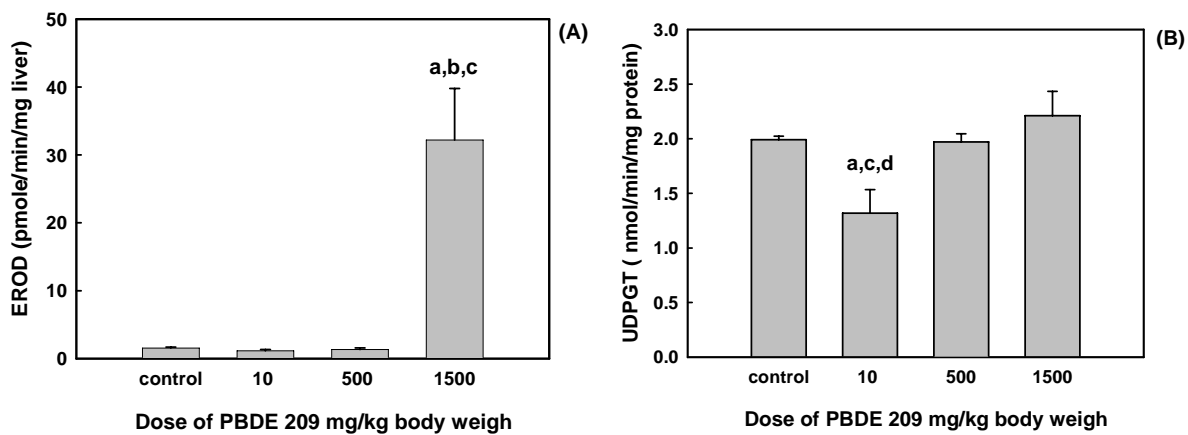 (A)
EROD (pmole/min/mg liver)
50
40
30
20
10
0
a,b,c
control 10 500 1500
Dose of PBDE 209 mg/kg body weigh
(B)
UDPGT ( nmol/min/mg protein)
3.0
2.5
2.0
1.5
1.0
0.5
0.0
a,c,d
control 10 500 1500
Dose of PBDE 209 mg/kg body weigh